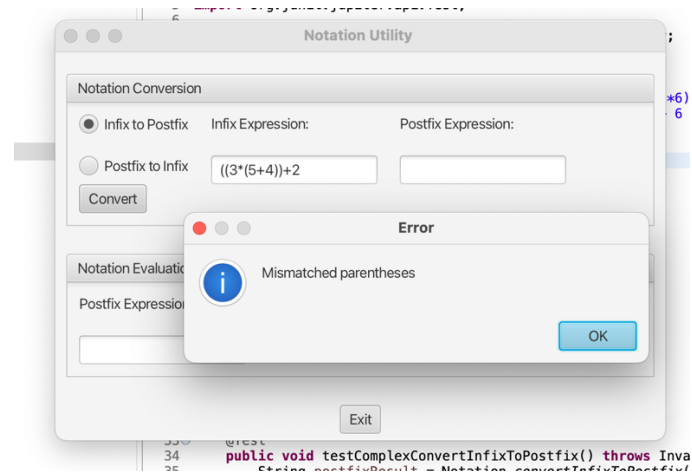 6
Notation Utility
;
Notation Conversion
*6)
Infix to Postfix Infix Expression: Postfix Expression:
6
Postfix to Infix ((3*(5+4))+2
Convert
Error
Notation Evaluatio
Mismatched parentheses
Postfix Expression
OK
Exit
@Test
34 public void testComplexConvertInfixToPostfix() throws Inva
35 String postfixResult = Notation.convertInfixToPostfix(